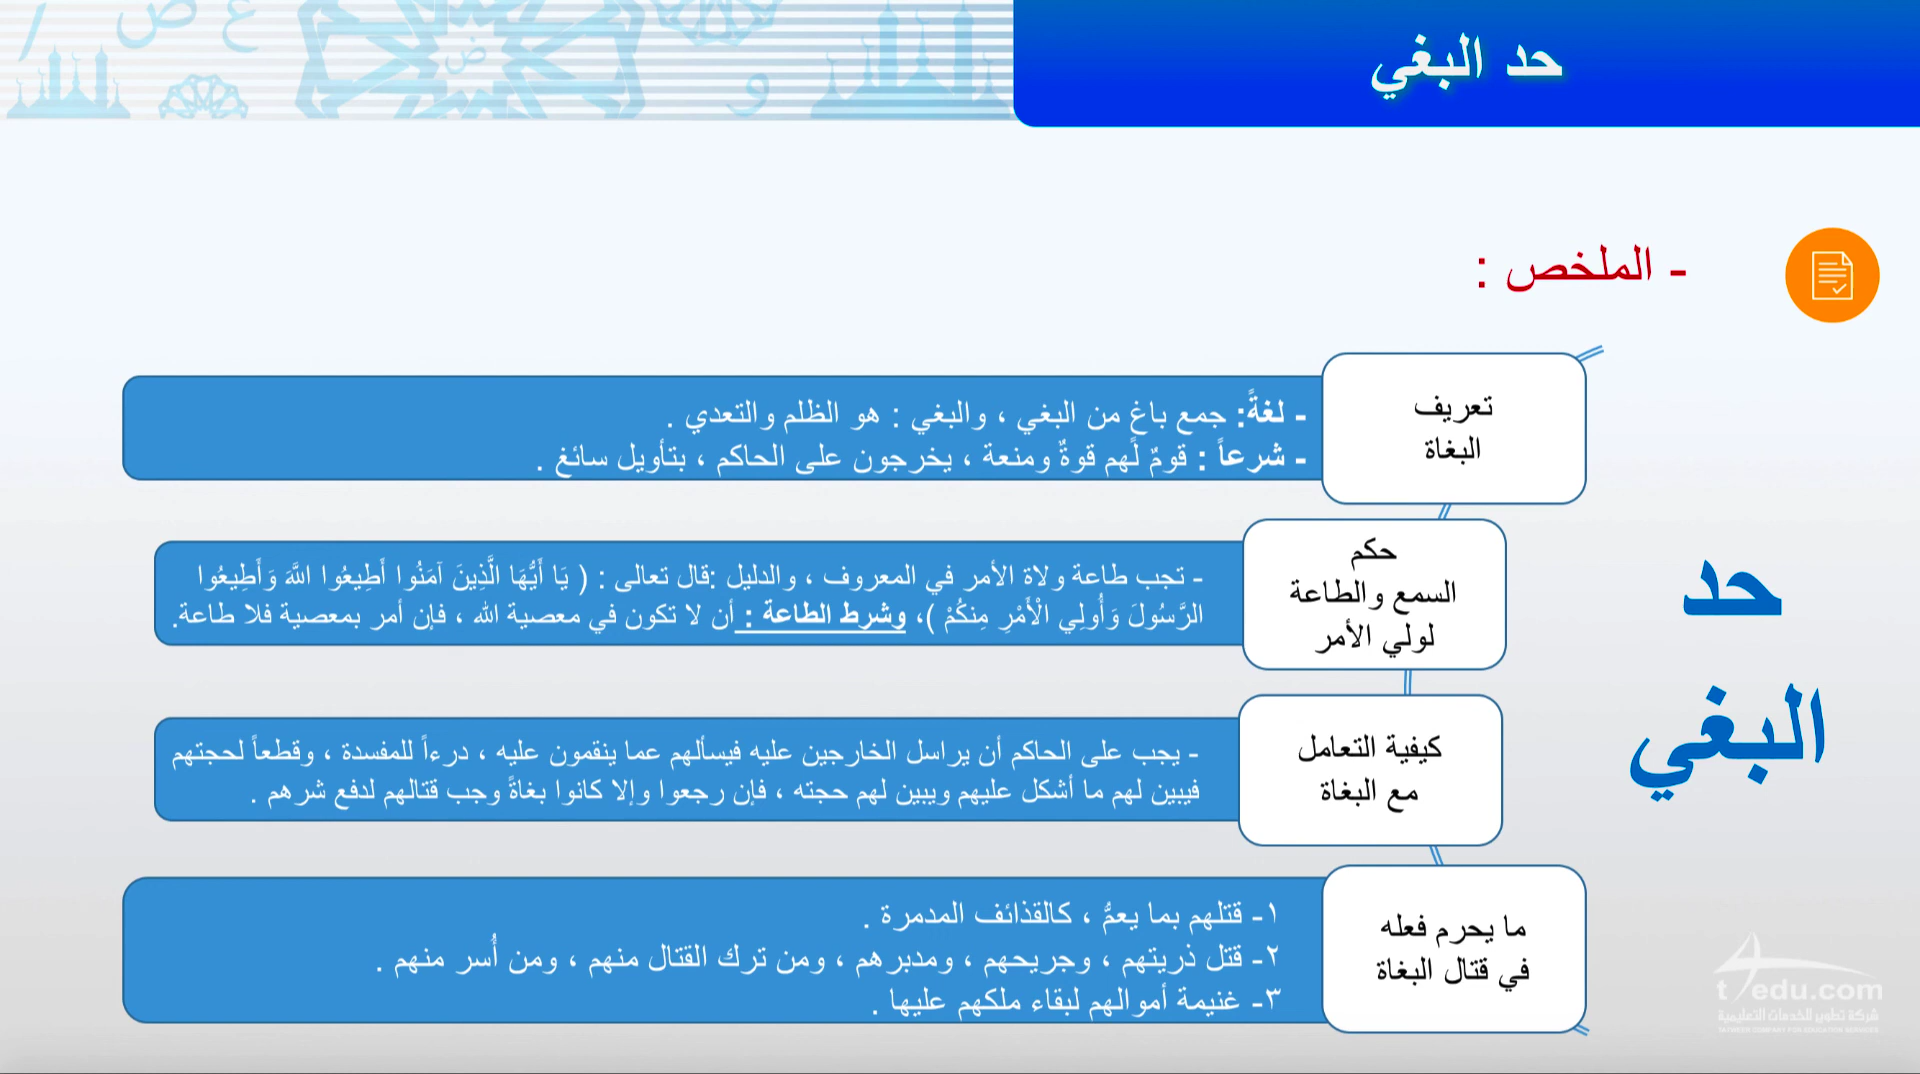 حد البغي
- الملخص :
حد
البغي
تعريف
البغاة
- لغةً: جمع باغ من البغي ، والبغي : هو الظلم والتعدي .
- شرعاً : قومٌ لهم قوةٌ ومنعة ، يخرجون على الحاكم ، بتأويل سائغ .
حكم
السمع والطاعة
لولي الأمر
- تجب طاعة ولاة الأمر في المعروف ، والدليل :قال تعالى : ( يَا أَيُّهَا الَّذِينَ آمَنُوا أَطِيعُوا اللَّهَ وَأَطِيعُوا
الرَّسُولَ وَأُولِي الْأَمْرِ مِنكُمْ )، وشرط الطاعة : أن لا تكون في معصية الله ، فإن أمر بمعصية فلا طاعة.
كيفية التعامل
مع البغاة
- يجب على الحاكم أن يراسل الخارجين عليه فيسألهم عما ينقمون عليه ، درءاً للمفسدة ، وقطعاً لحجتهم
فيبين لهم ما أشكل عليهم ويبين لهم حجته ، فإن رجعوا وإلا كانوا بغاةً وجب قتالهم لدفع شرهم .
ما يحرم فعله
في قتال البغاة
١- قتلهم بما يعمُّ ، كالقذائف المدمرة .
٢- قتل ذريتهم ، وجريحهم ، ومدبرهم ، ومن ترك القتال منهم ، ومن أُسر منهم .
٣- غنيمة أموالهم لبقاء ملكهم عليها .
t4edu.com
شركة تطوير للخدمات التعليمية